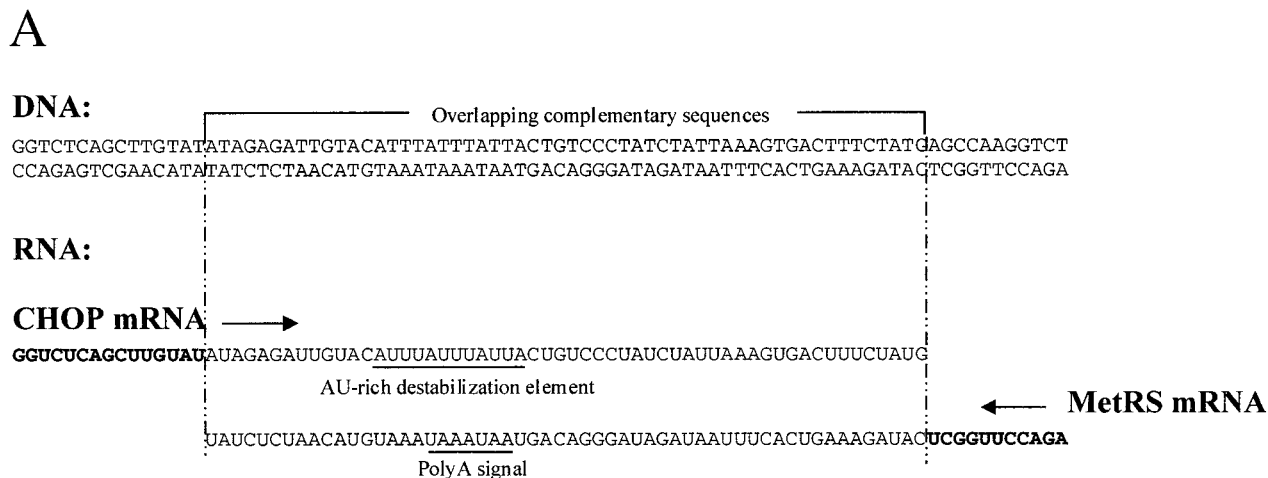 A
DNA:
Overlapping complementary sequences
GGTCTCAGCTTGTATATAGAGATTGTACATTTATTTATTACTGTCCCTATCTATTAAAGTGACTTTCTATGAGCCAAGGTCT
CCAGAGTCGAACATATATCTCTAACATGTAAATAAATAATGACAGGGATAGATAATTTCACTGAAAGATACTCGGTTCCAGA
RNA:
CHOP mRNA
GGUCUCAGCUUGUAUAUAGAGAUUGUACAUUUAUUUAUUACUGUCCCUAUCUAUUAAAGUGACUUUCUAUG
AU-rich destabilization element
MetRS mRNA
UAUCUCUAACAUGUAAAUAAAUAAUGACAGGGAUAGAUAAUUUCACUGAAAGAUACUCGGUUCCAGA
PolyA signal